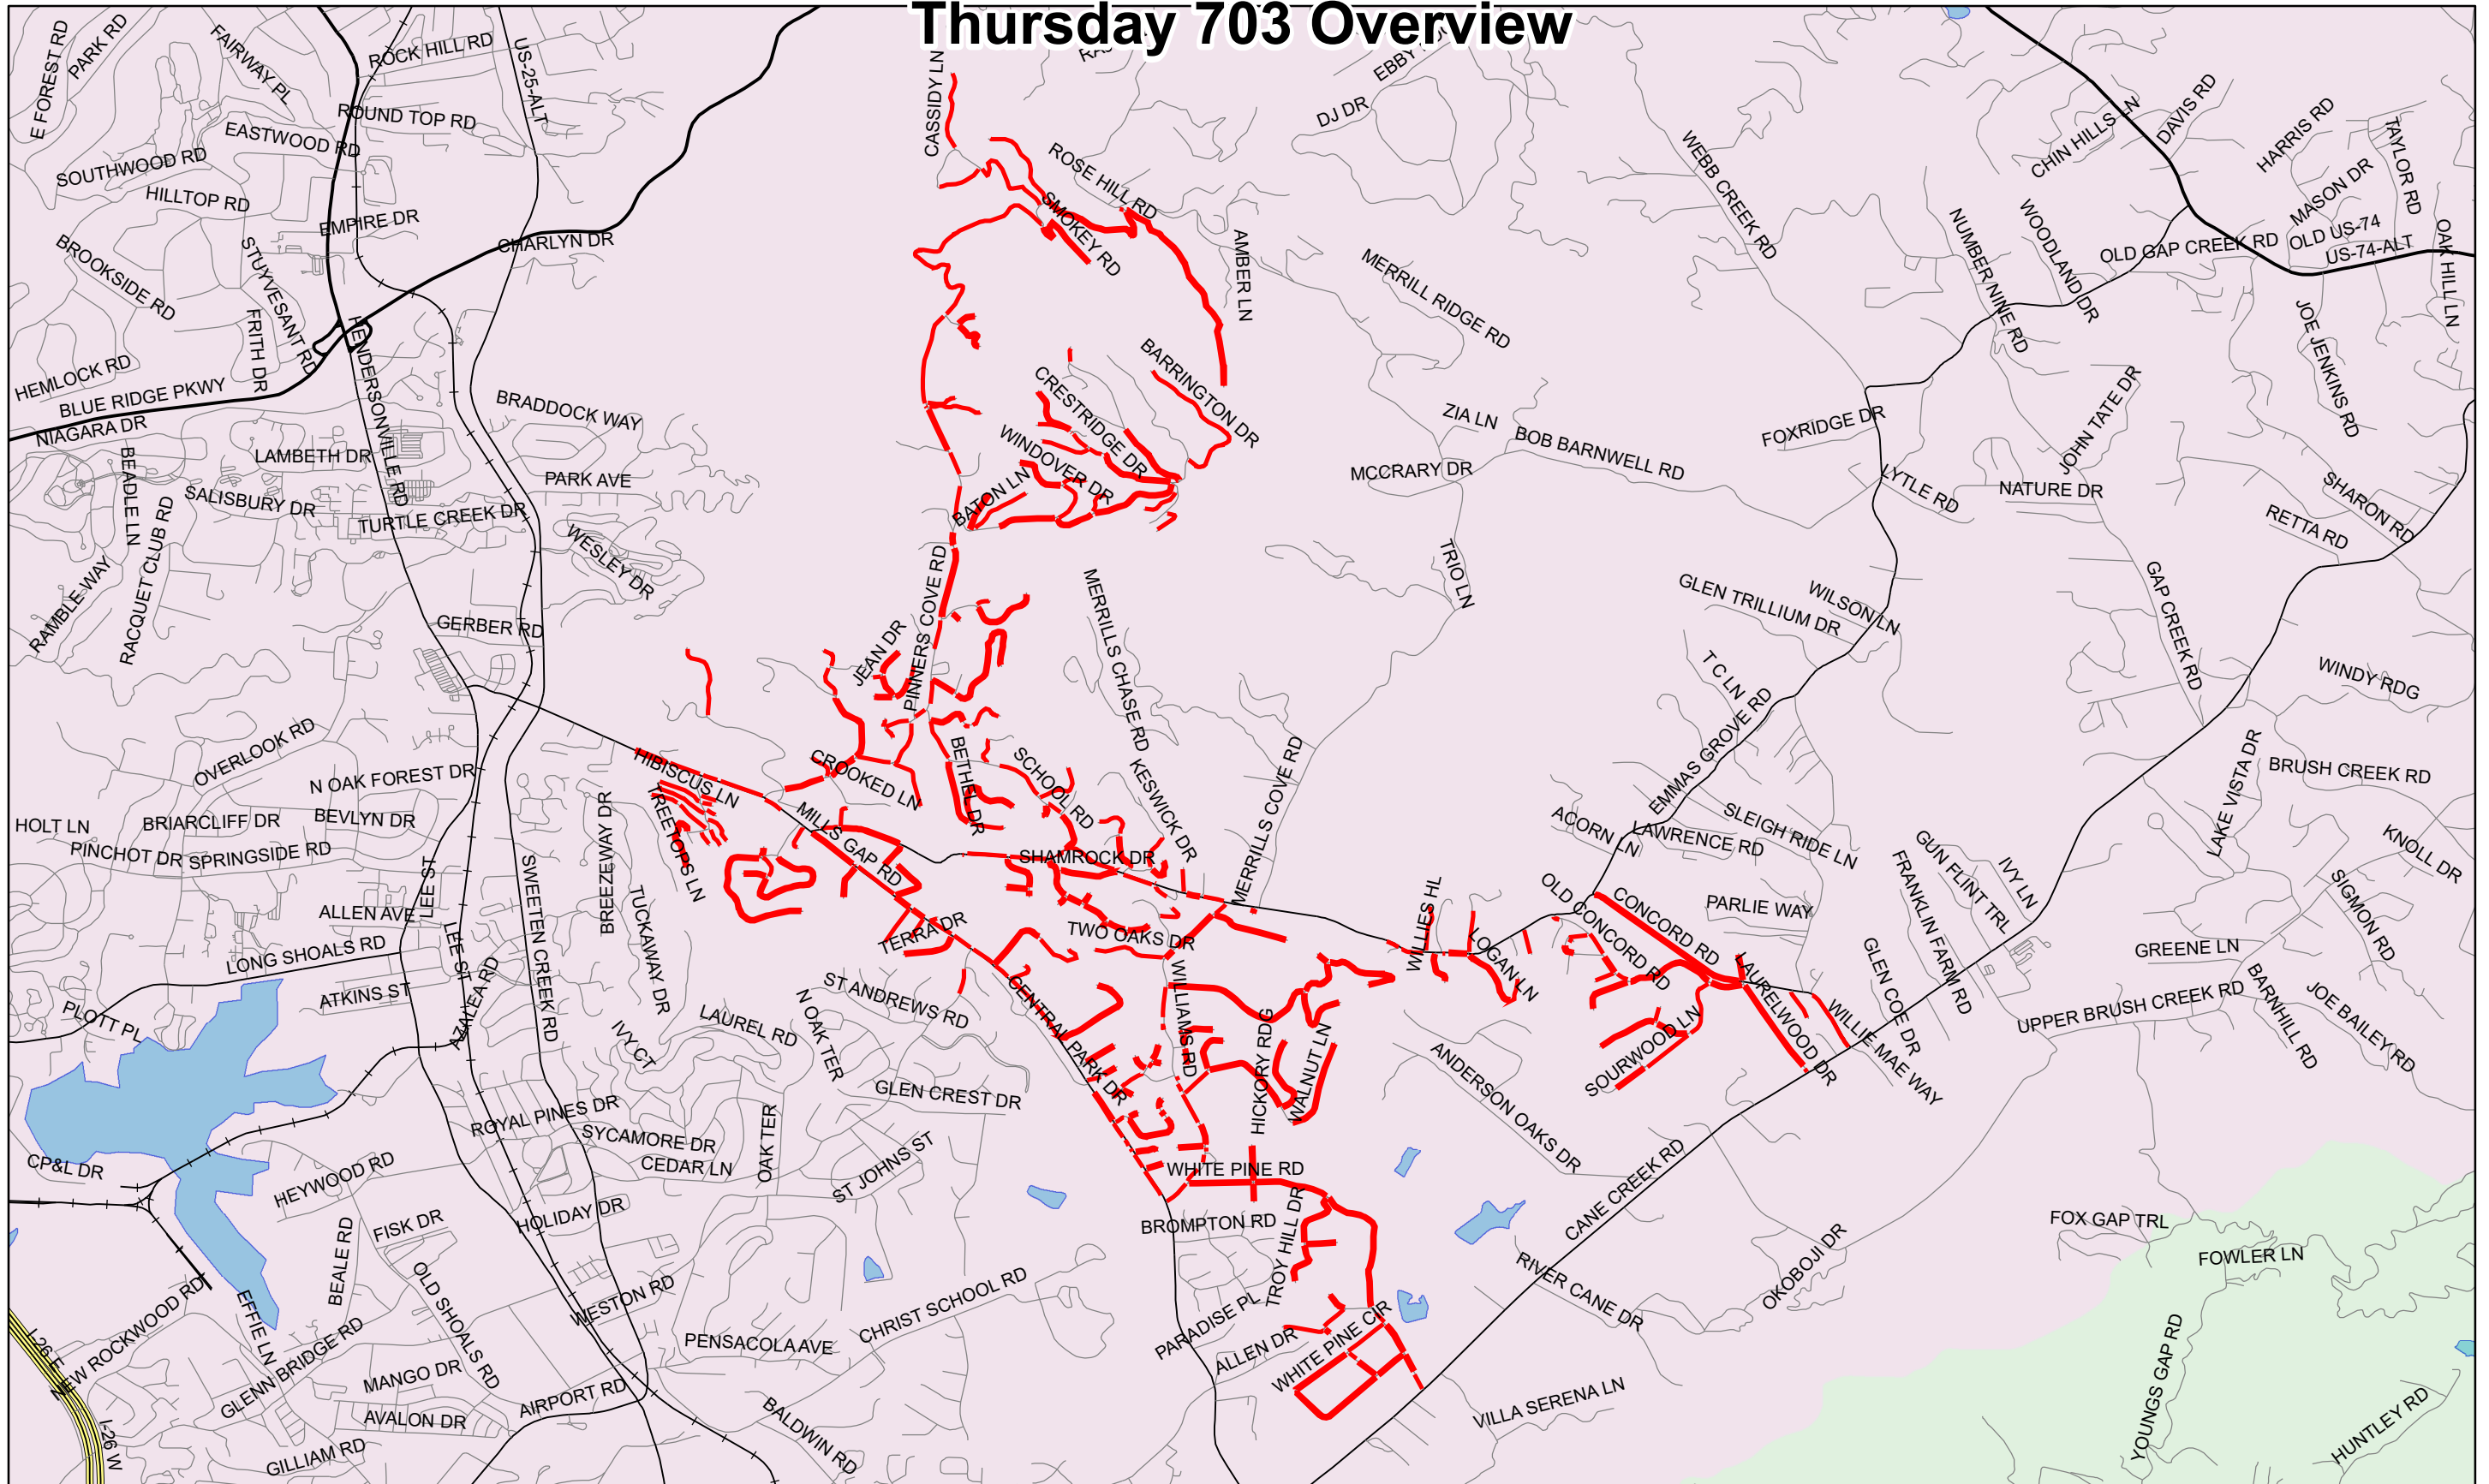 Thursday 703 Overview
E FOREST RD
PARK RD
FAIRWAY PL
ROCK HILL RD
US-25-ALT
CASSIDY LN
DJ DR
ROUND TOP RD
EASTWOOD RD
SOUTHWOOD RD
HILLTOP RD
EMPIRE DR
CHARLYN DR
BROOKSIDE RD
STUYVESANT RD
FRITH DR
HENDERSONVILLE RD
HEMLOCK RD
BLUE RIDGE PKWY
NIAGARA DR
ROSE HILL RD
SMOKEY RD
AMBER LN
MERRILL RIDGE RD
WEBB CREEK RD
CHIN HILLS LN
DAVIS RD
HARRIS RD
TAYLOR RD
MASON DR
NUMBER NINE RD
WOODLAND DR
OLD GAP CREEK RD
OLD US-74
US-74-ALT
OAK HILL LN
JOE JENKINS RD
BARRINGTON DR
CRESTRIDGE DR
WINDOVER DR
BATON LN
BRADDOCK WAY
PARK AVE
LAMBETH DR
BEADLE LN
SALISBURY DR
RACQUET CLUB RD
TURTLE CREEK DR
WESLEY DR
RAMBLE WAY
GERBER RD
ZIA LN
BOB BARNWELL RD
MCCRARY DR
FOXRIDGE DR
JOHN TATE DR
LYTLE RD
NATURE DR
SHARON RD
RETTA RD
TRIO LN
GLEN TRILLIUM DR
WILSON LN
GAP CREEK RD
WINDY RDG
T C LN RD
EMMAS GROVE RD
JEAN DR
PINNERS COVE RD
MERRILLS CHASE RD
OVERLOOK RD
N OAK FOREST DR
BEVLYN DR
BRIARCLIFF DR
HOLT LN
PINCHOT DR
SPRINGSIDE RD
LEE ST
HIBISCUS LN
TREETOPS LN
CROOKED LN
BETHEL DR
SCHOOL RD
KESWICK DR
MERRILLS COVE RD
MILLS GAP RD
SHAMROCK DR
BREEZEWAY DR
TUCKAWAY DR
SWEETEN CREEK RD
ALLEN AVE
LEE ST
LONG SHOALS RD
ATKINS ST
AZALEA RD
PLOTT PL
TERRA DR
TWO OAKS DR
ST ANDREWS RD
LAUREL RD
IVY CT
N OAK TER
CENTRAL PARK DR
WILLIAMS RD
HICKORY RDG
WALNUT LN
GLEN CREST DR
WILLIES HL
LOGAN LN
OLD CONCORD RD
CONCORD RD
ACORN LN
LAWRENCE RD
SLEIGH RIDE LN
PARLIE WAY
LAURELWOOD DR
SOURWOOD LN
WILLIE MAE WAY
GLEN COE DR
FRANKLIN FARM RD
GUN FLINT TRL
IVY LN
LAKE VISTA DR
BRUSH CREEK RD
KNOLL DR
SIGMON RD
GREENE LN
BARNHILL RD
JOE BAILEY RD
UPPER BRUSH CREEK RD
ANDERSON OAKS DR
CANE CREEK RD
CP&L DR
HEYWOOD RD
ROYAL PINES DR
SYCAMORE DR
CEDAR LN
OAK TER
ST JOHNS ST
HOLIDAY DR
FISK DR
BEALE RD
WHITE PINE RD
BROMPTON RD
TROY HILL DR
PARADISE PL
ALLEN DR
WHITE PINE CIR
RIVER CANE DR
OKOBOJI DR
FOX GAP TRL
FOWLER LN
YOUNGS GAP RD
HUNTLEY RD
VILLA SERENA LN
I-26 E
I-26 W
NEW ROCKWOOD RD
EFFIE LN
GLENN BRIDGE RD
OLD SHOALS RD
WESTON RD
PENSACOLA AVE
CHRIST SCHOOL RD
MANGO DR
AVALON DR
AIRPORT RD
BALDWIN RD
GILLIAM RD